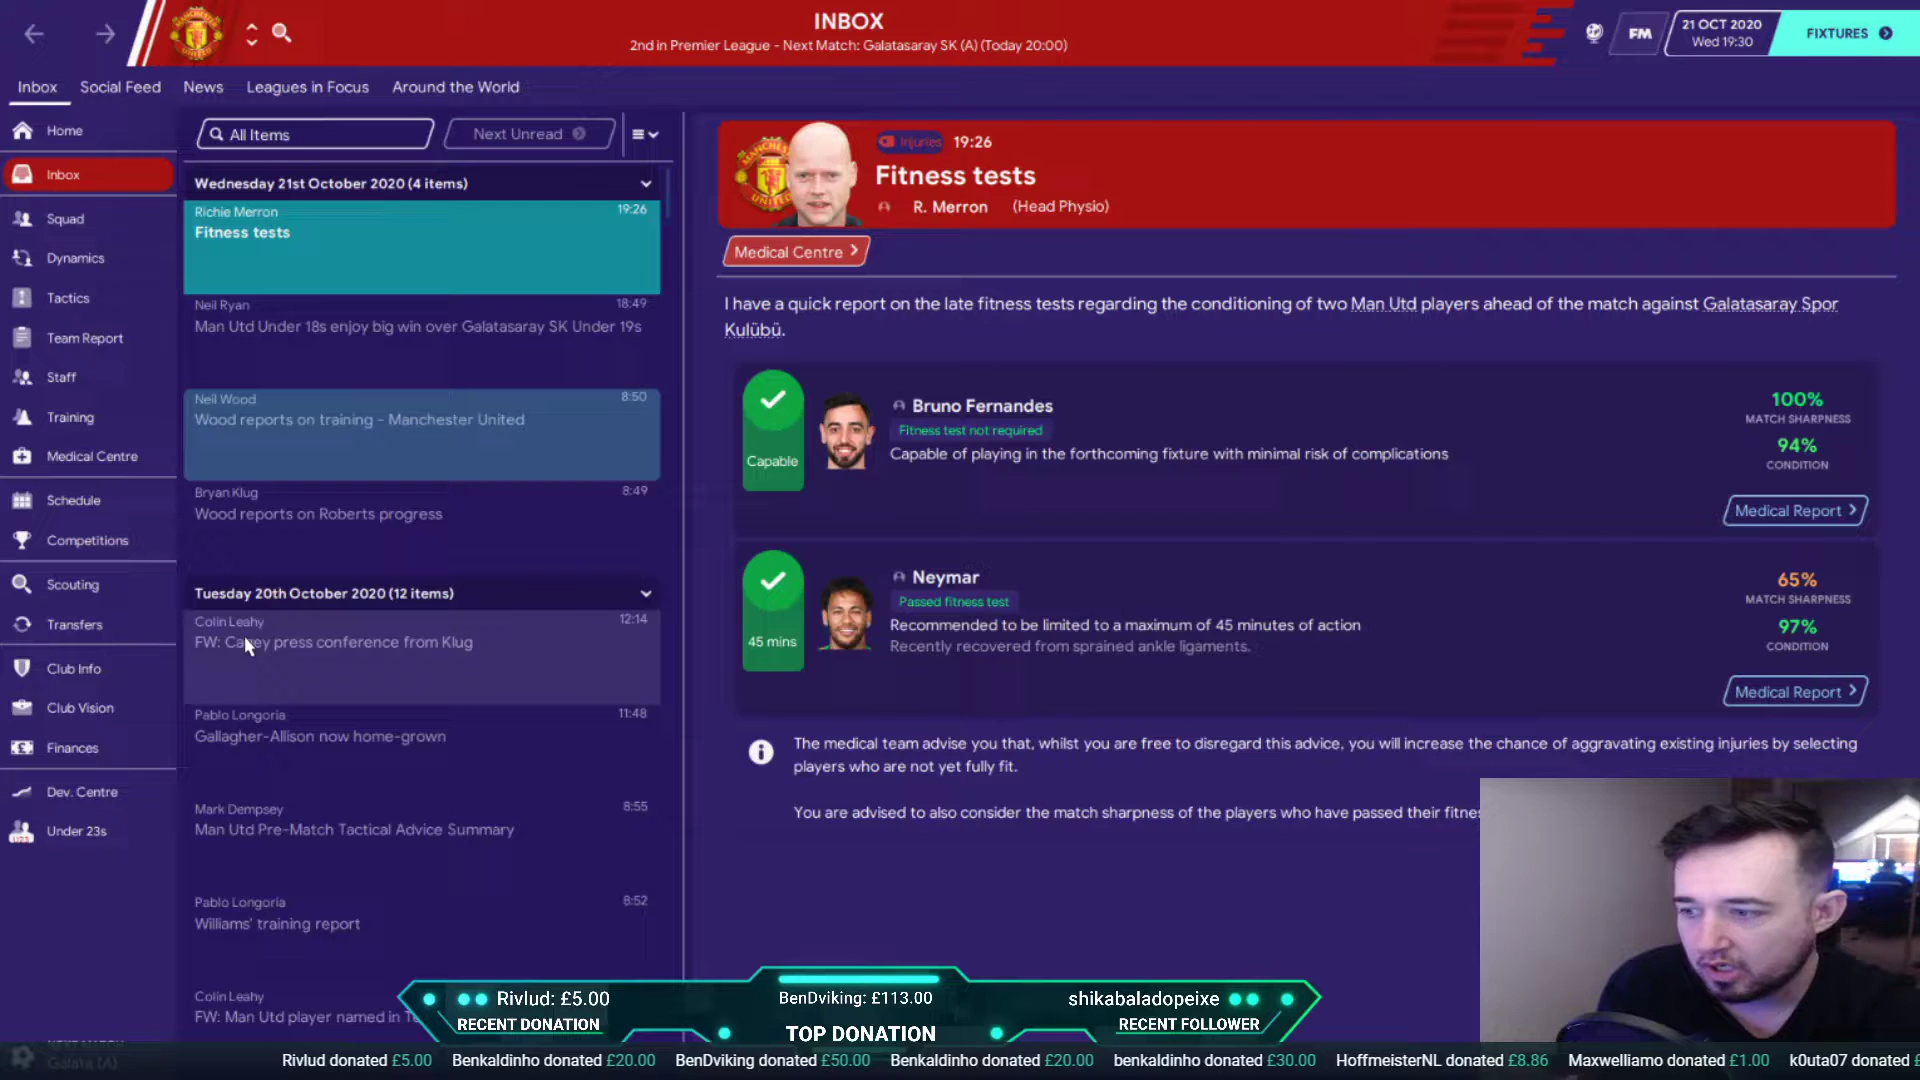 INBOX
2nd in Premier League - Next Match: Galatasaray SK (A) (Today 20:00)
FM
21 OCT 2020
Wed 19:30
FIXTURES
Inbox
Social Feed
News
Leagues in Focus
Around the World
Home
Inbox
Squad
Dynamics
Tactics
Team Report
Staff
Training
Medical Centre
Schedule
Competitions
Scouting
Transfers
Club Info
Club Vision
Finances
Dev. Centre
Under 23s
Galata (A)
All Items
Next Unread
Wednesday 21st October 2020 (4 items)
Richie Merron 19:26
Fitness tests
Neil Ryan 18:49
Man Utd Under 18s enjoy big win over Galatasaray SK Under 19s
Neil Wood 8:50
Wood reports on training - Manchester United
Bryan Klug 8:49
Wood reports on Roberts progress
Tuesday 20th October 2020 (12 items)
Colin Leahy 12:14
FW: Cagey press conference from Klug
Pablo Longoria 11:48
Gallagher-Allison now home-grown
Mark Dempsey 8:55
Man Utd Pre-Match Tactical Advice Summary
Pablo Longoria 8:52
Williams' training report
Colin Leahy
FW: Man Utd player named in
Injuries 19:26
Fitness tests
R. Merron (Head Physio)
Medical Centre
I have a quick report on the late fitness tests regarding the conditioning of two Man Utd players ahead of the match against Galatasaray Spor
Kulübü.
Capable
Bruno Fernandes
Fitness test not required
Capable of playing in the forthcoming fixture with minimal risk of complications
100%
MATCH SHARPNESS
94%
CONDITION
Medical Report
45 mins
Neymar
Passed fitness test
Recommended to be limited to a maximum of 45 minutes of action
Recently recovered from sprained ankle ligaments.
65%
MATCH SHARPNESS
97%
CONDITION
Medical Report
The medical team advise you that, whilst you are free to disregard this advice, you will increase the chance of aggravating existing injuries by selecting
players who are not yet fully fit.
You are advised to also consider the match sharpness of the players who have passed their fitne
Rivlud: £5.00
RECENT DONATION
BenDviking: £113.00
TOP DONATION
shikabaladopeixe
RECENT FOLLOWER
Rivlud donated £5.00 Benkaldinho donated £20.00 BenDviking donated £50.00 Benkaldinho donated £20.00 benkaldinho donated £30.00 HoffmeisterNL donated £8.86 Maxwelliamo donated £1.00 k0uta07 donated £